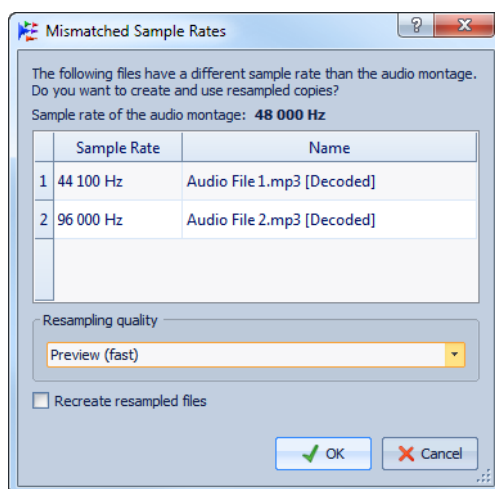 Mismatched Sample Rates
The following files have a different sample rate than the audio montage.
Do you want to create and use resampled copies?
Sample rate of the audio montage: 48 000 Hz
Sample Rate Name
1 44 100 Hz Audio File 1.mp3 [Decoded]
2 96 000 Hz Audio File 2.mp3 [Decoded]
Resampling quality
Preview (fast)
Recreate resampled files
OK Cancel